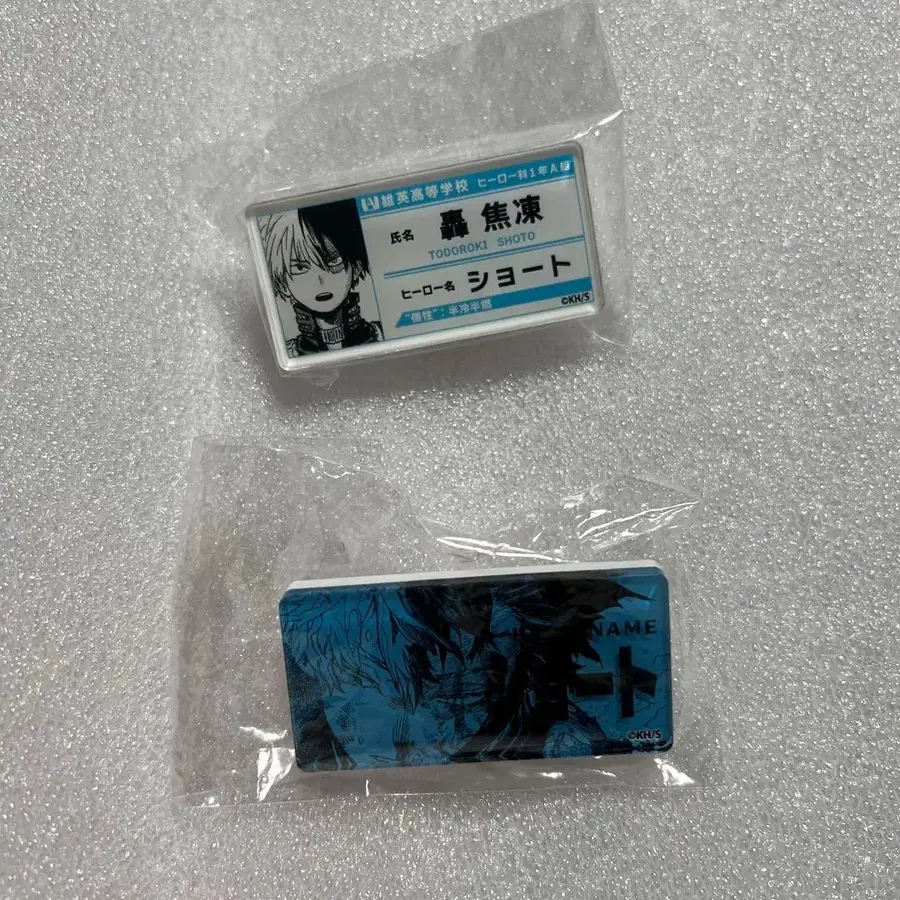 雄英高等学校 ヒーロー科1年A組
氏名 轟 焦凍
TODOROKI SHOTO
ヒーロー名 ショート
"個性"：半冷半燃
©KH/S
NAME
ート
©KH/S